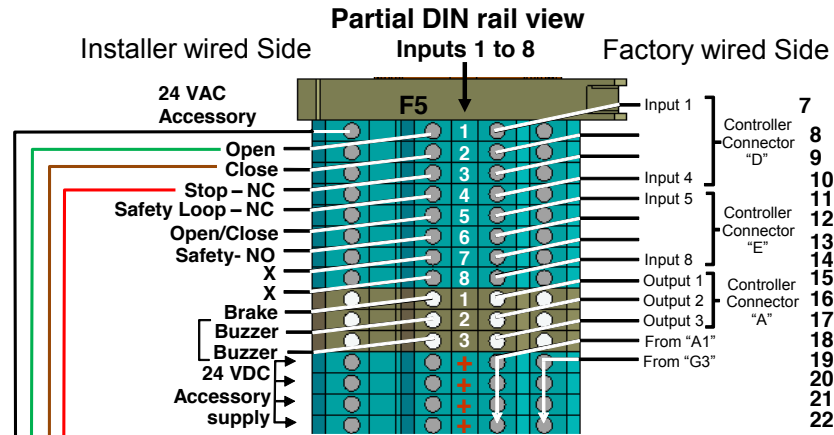 Partial DIN rail view
Installer wired Side
Inputs 1 to 8
Factory wired Side
24 VAC
Accessory
F5
Open
Close
Stop – NC
Safety Loop – NC
Open/Close
Safety- NO
X
X
Brake
Buzzer
Buzzer
24 VDC
Accessory
supply
1
2
3
4
5
6
7
8
1
2
3
+
+
+
+
Input 1
Input 4
Input 5
Input 8
Output 1
Output 2
Output 3
From “A1”
From “G3”
Controller
Connector
“D”
Controller
Connector
“E”
Controller
Connector
“A”
7
8
9
10
11
12
13
14
15
16
17
18
19
20
21
22